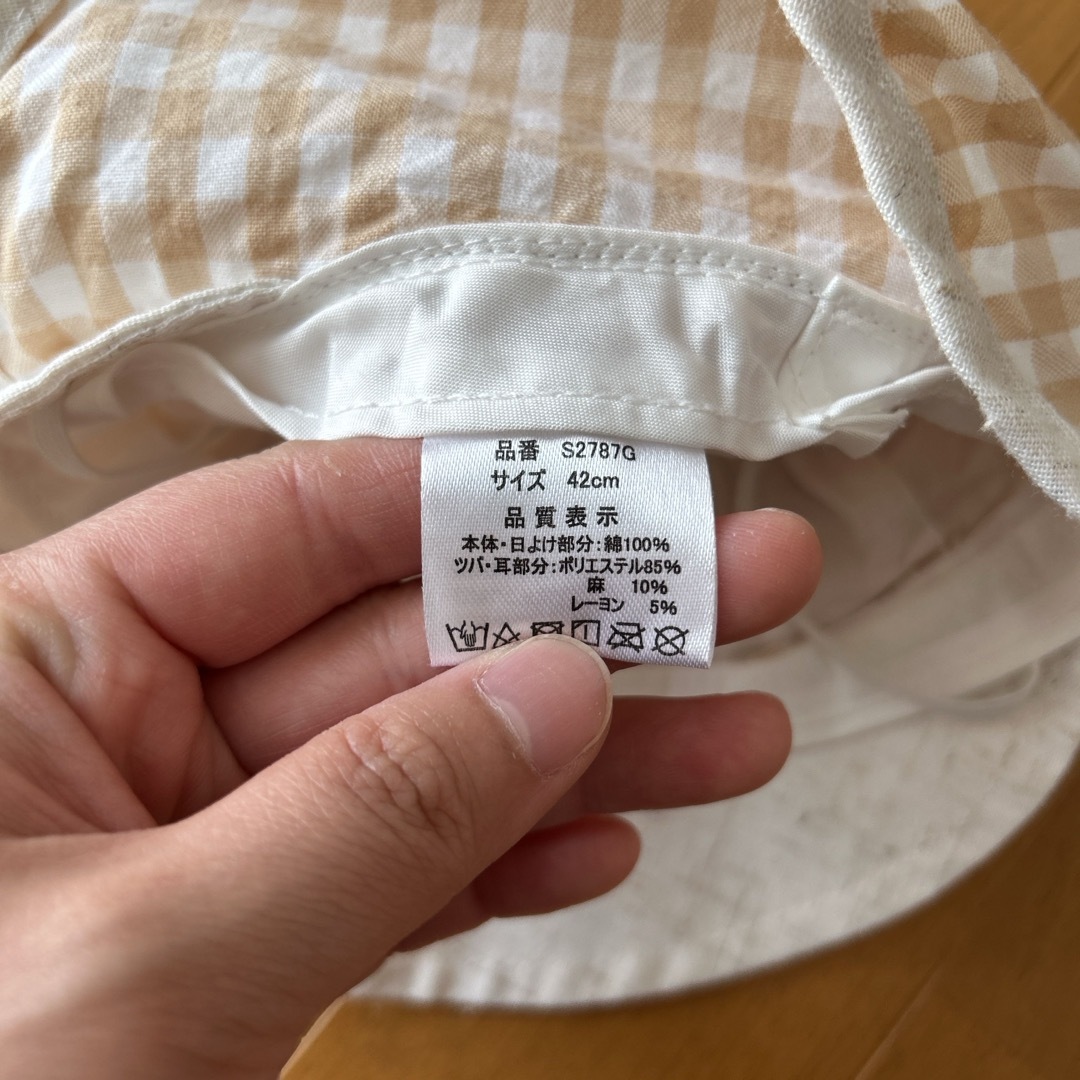 品番 S2787G
サイズ 42cm
品質表示
本体・日よけ部分:綿100%
ツバ・耳部分:ポリエステル85%
麻 10%
レーヨン 5%